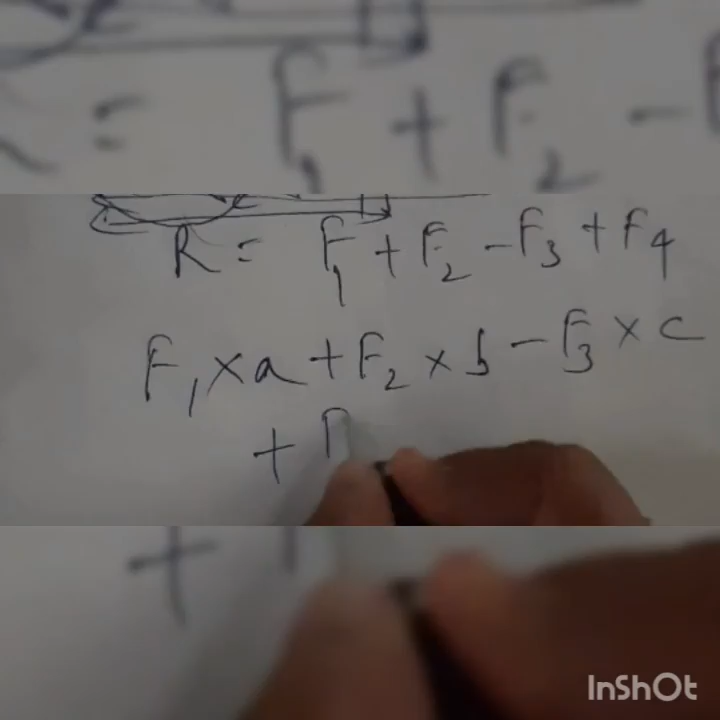 R = F₁ + F₂ - F₃ + F₄
F₁ × a + F₂ × b - F₃ × c
+ F
InShOt